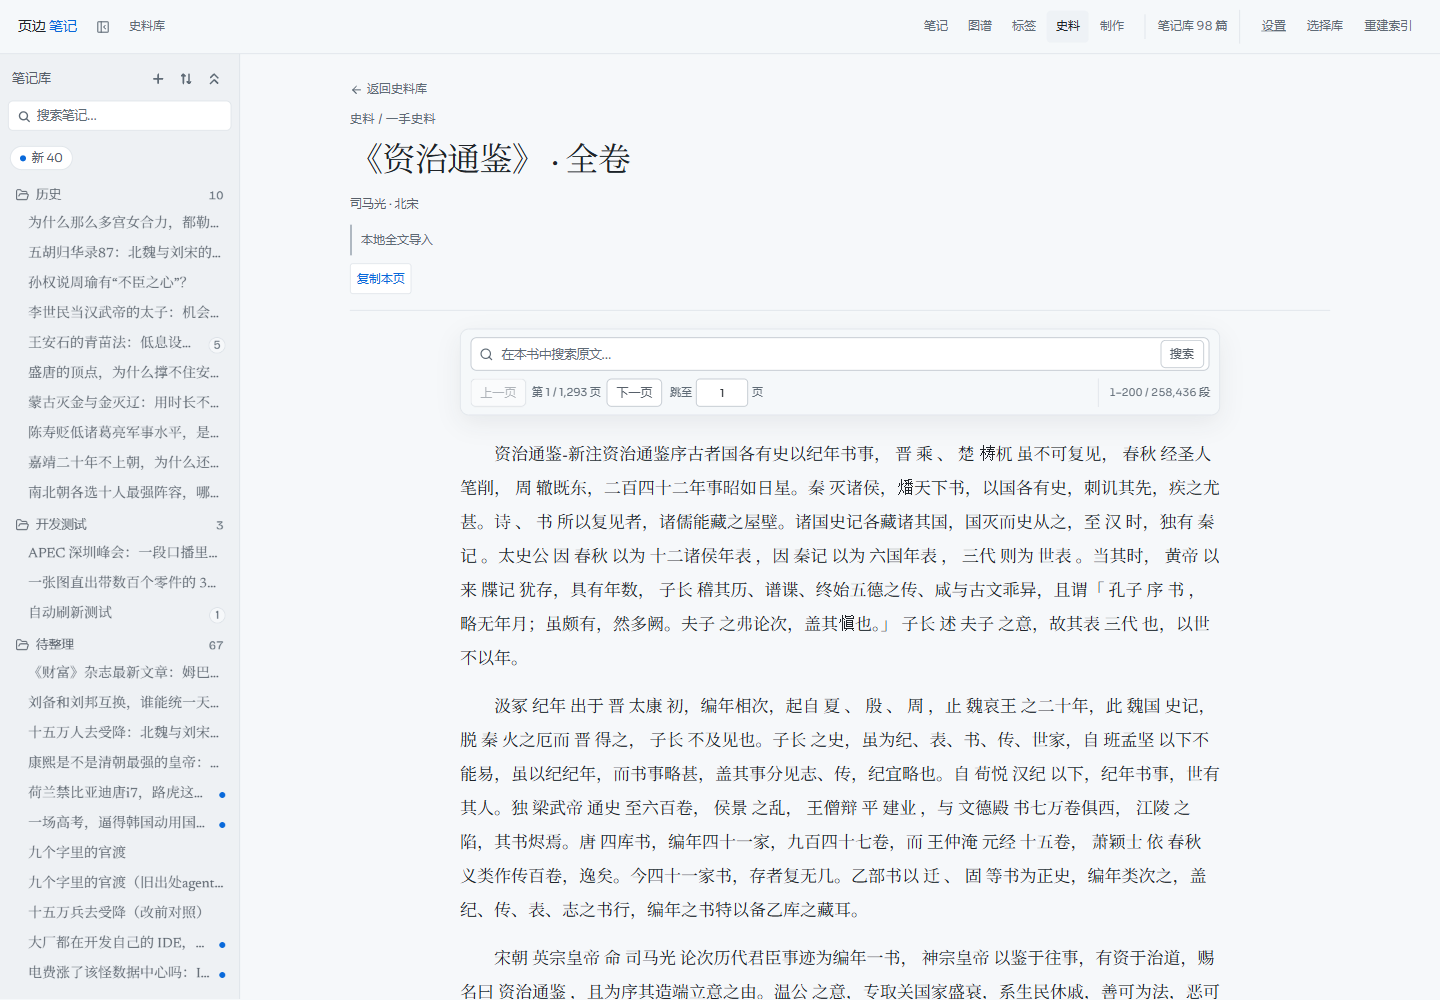 页边 笔记
史料库
笔记
图谱
标签
史料
制作
笔记库 98 篇
设置
选择库
重建索引
笔记库
搜索笔记...
新 40
历史 10
为什么那么多宫女合力，都勒...
五胡归华录87：北魏与刘宋的...
孙权说周瑜有“不臣之心”？
李世民当汉武帝的太子：机会...
王安石的青苗法：低息设... 5
盛唐的顶点，为什么撑不住安...
蒙古灭金与金灭辽：用时长不...
陈寿贬低诸葛亮军事水平，是...
嘉靖二十年不上朝，为什么还...
南北朝各选十人最强阵容，哪...
开发测试 3
APEC 深圳峰会：一段口播里...
一张图直出带数百个零件的 3...
自动刷新测试 1
待整理 67
《财富》杂志最新文章：姆巴...
刘备和刘邦互换，谁能统一天...
十五万人去受降：北魏与刘宋...
康熙是不是清朝最强的皇帝：...
荷兰禁比亚迪唐i7，路虎这...
一场高考，逼得韩国动用国...
九个字里的官渡
九个字里的官渡（旧出处agent...
十五万兵去受降（改前对照）
大厂都在开发自己的 IDE，...
电费涨了该怪数据中心吗：I...
返回史料库
史料 / 一手史料
《资治通鉴》 · 全卷
司马光 · 北宋
本地全文导入
复制本页
在本书中搜索原文...
搜索
上一页 第 1 / 1,293 页 下一页 跳至 1 页 1–200 / 258,436 段
资治通鉴-新注资治通鉴序古者国各有史以纪年书事， 晋 乘 、 楚 梼杌 虽不可复见， 春秋 经圣人
笔削， 周 辙既东，二百四十二年事昭如日星。秦 灭诸侯，燔天下书，以国各有史，刺讥其先，疾之尤
甚。诗 、 书 所以复见者，诸儒能藏之屋壁。诸国史记各藏诸其国，国灭而史从之，至 汉 时，独有 秦
记 。太史公 因 春秋 以为 十二诸侯年表 ，因 秦记 以为 六国年表 ， 三代 则为 世表 。当其时， 黄帝 以
来 牒记 犹存，具有年数， 子长 稽其历、谱谍、终始五德之传、咸与古文乖异，且谓「 孔子 序 书 ，
略无年月；虽颇有，然多阙。夫子 之弗论次，盖其慎也。」 子长 述 夫子 之意，故其表 三代 也，以世
不以年。
汲冢 纪年 出于 晋 太康 初，编年相次，起自 夏 、 殷 、 周 ，止 魏哀王 之二十年，此 魏国 史记，
脱 秦 火之厄而 晋 得之， 子长 不及见也。子长 之史，虽为纪、表、书、传、世家，自 班孟坚 以下不
能易，虽以纪纪年，而书事略甚，盖其事分见志、传，纪宜略也。自 荀悦 汉纪 以下，纪年书事，世有
其人。独 梁武帝 通史 至六百卷， 侯景 之乱， 王僧辩 平 建业 ，与 文德殿 书七万卷俱西， 江陵 之
陷，其书烬焉。唐 四库书，编年四十一家，九百四十七卷，而 王仲淹 元经 十五卷， 萧颖士 依 春秋
义类作传百卷，逸矣。今四十一家书，存者复无几。乙部书以 迁 、 固 等书为正史，编年类次之，盖
纪、传、表、志之书行，编年之书特以备乙库之藏耳。
宋朝 英宗皇帝 命 司马光 论次历代君臣事迹为编年一书， 神宗皇帝 以鉴于往事，有资于治道，赐
名曰 资治通鉴 ，且为序其造端立意之由。温公 之意，专取关国家盛衰，系生民休戚，善可为法，恶可